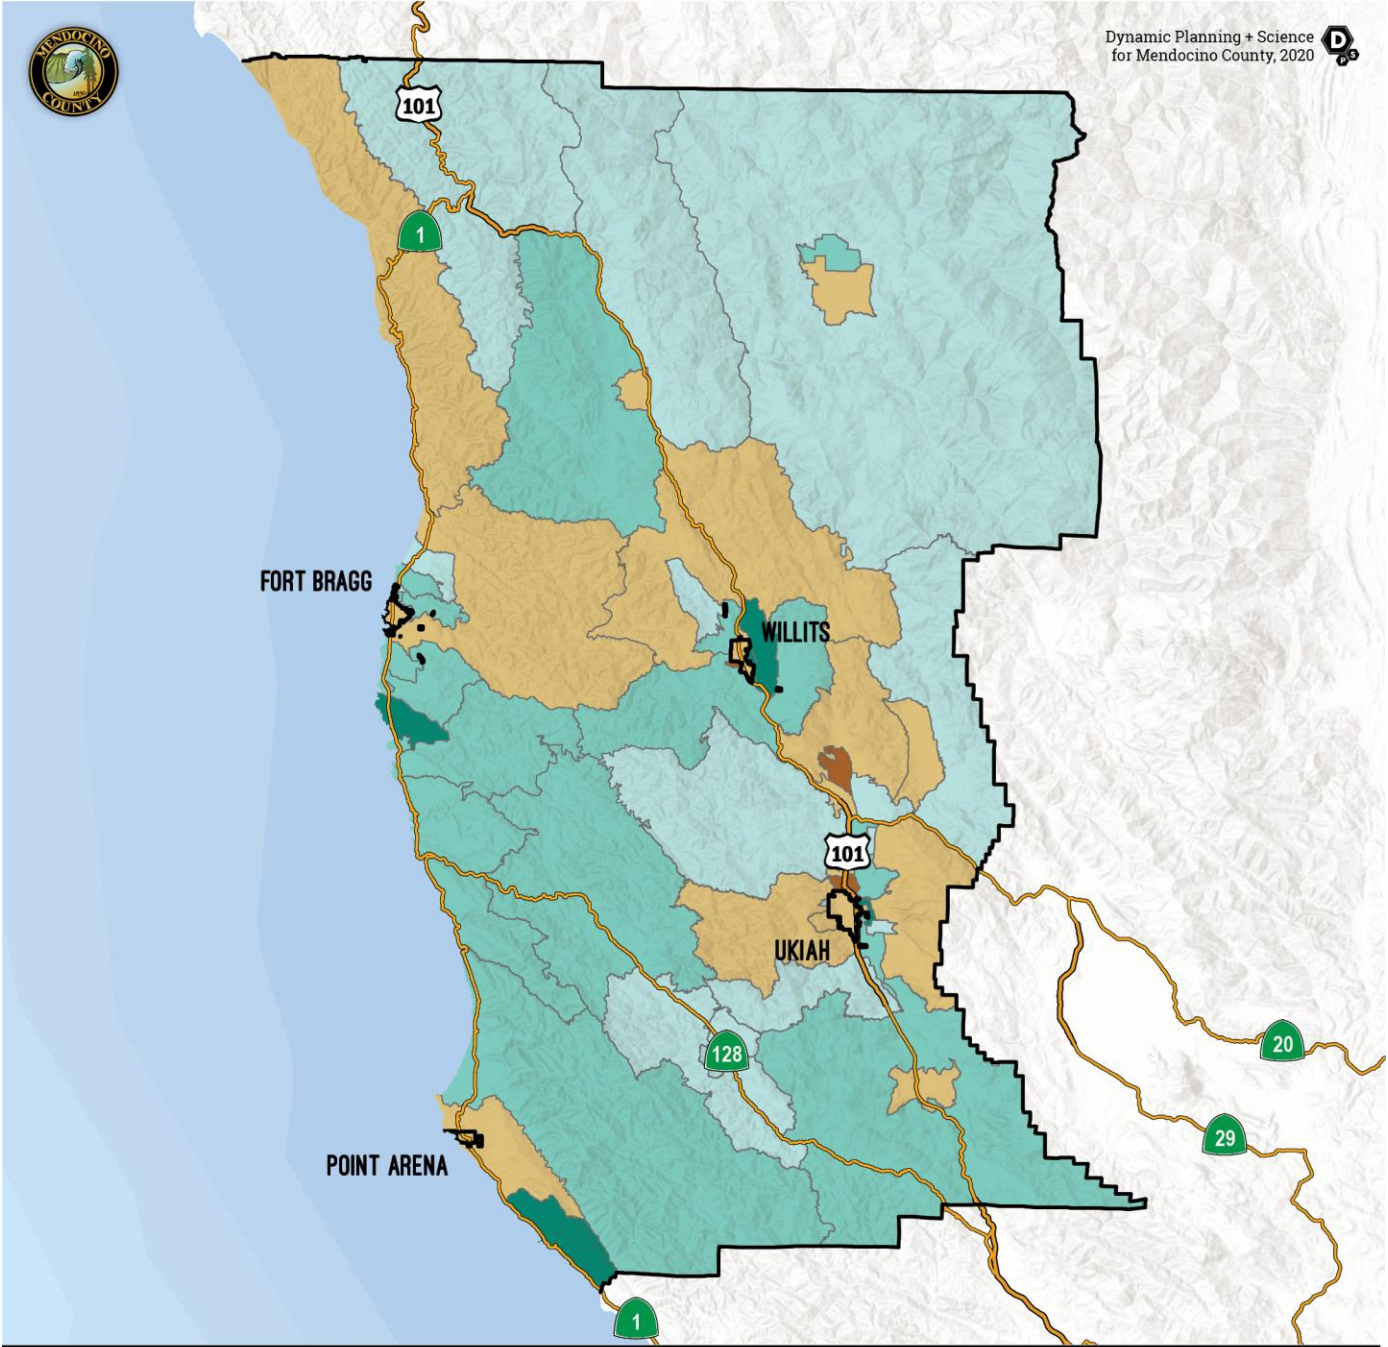 MENDOCINO
1850
COUNTY
Dynamic Planning + Science
for Mendocino County, 2020
D
P
S
101
1
FORT BRAGG
WILLITS
101
UKIAH
128
20
29
POINT ARENA
1